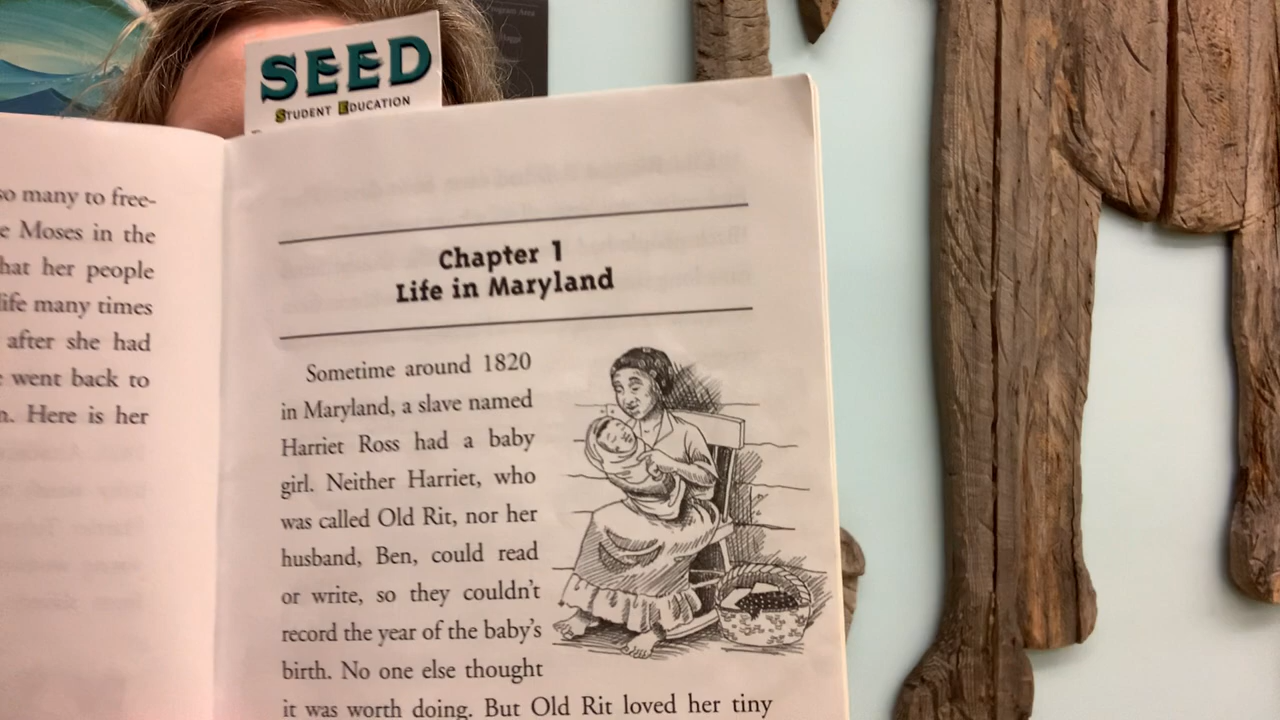 Program Area
SEED
STUDENT EDUCATION
so many to free-
Moses in the
that her people
life many times
after she had
went back to
Here is her
Chapter 1
Life in Maryland
Sometime around 1820
in Maryland, a slave named
Harriet Ross had a baby
girl. Neither Harriet, who
was called Old Rit, nor her
husband, Ben, could read
or write, so they couldn't
record the year of the baby's
birth. No one else thought
it was worth doing. But Old Rit loved her tiny